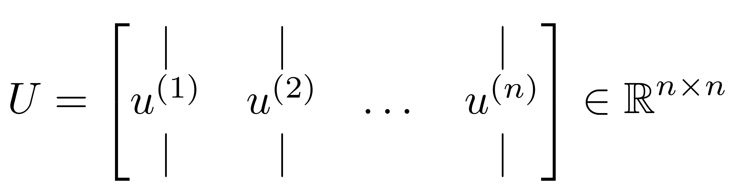 U = [ | | | 
u^{(1)} u^{(2)} … u^{(n)} 
| | | ] ∈ ℝ^{n×n}